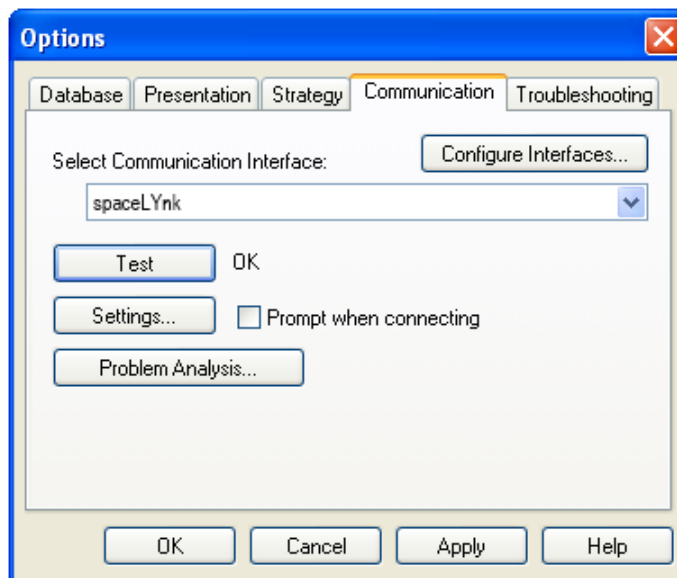 Options
Database Presentation Strategy Communication Troubleshooting
Select Communication Interface: Configure Interfaces...
spaceLYnk
Test OK
Settings... Prompt when connecting
Problem Analysis...
OK Cancel Apply Help